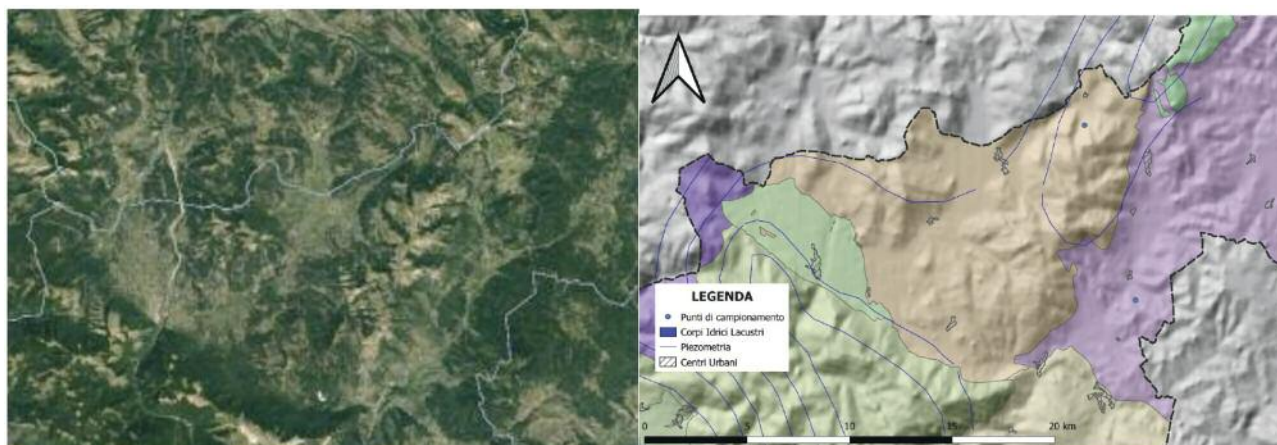 LEGENDA
Punti di campionamento
Corpi Idrici Lacustri
Piezometria
Centri Urbani
0 5 10 15 20 km